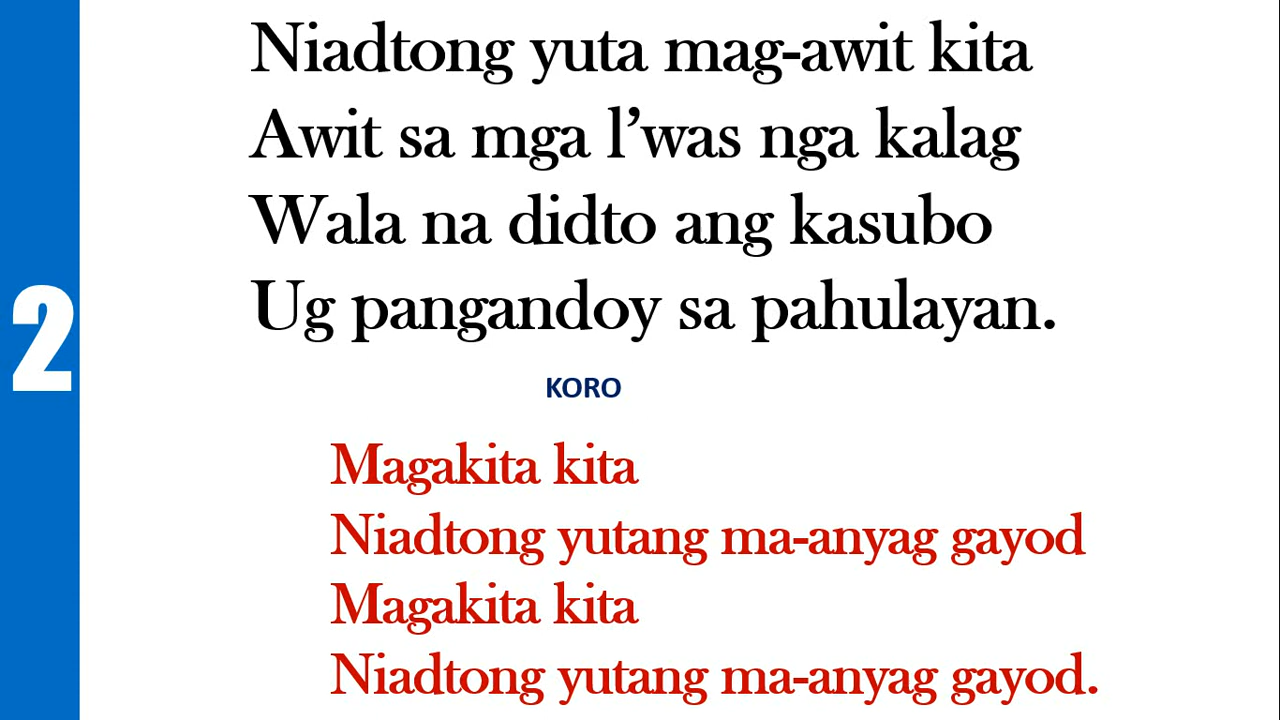 Niadtong yuta mag-awit kita
Awit sa mga l’was nga kalag
Wala na didto ang kasubo
Ug pangandoy sa pahulayan.
2
KORO
Magakita kita
Niadtong yutang ma-anyag gayod
Magakita kita
Niadtong yutang ma-anyag gayod.